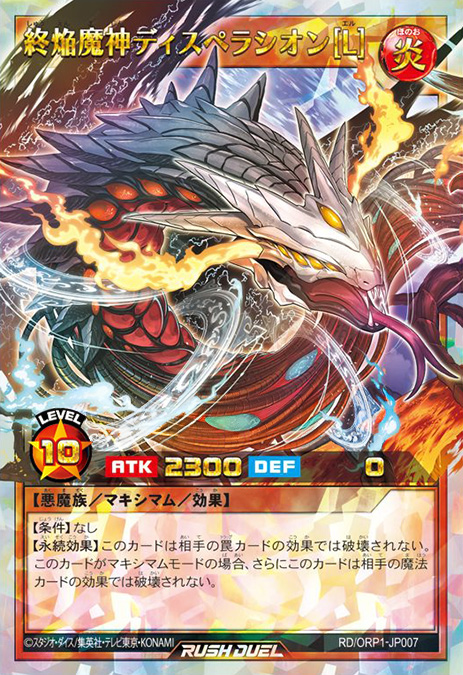 終焔魔神ディスペラシオン[L]
エル
ほのお
炎
LEVEL
10
ATK 2300 DEF 0
【悪魔族／マキシマム／効果】
【条件】なし
【永続効果】このカードは相手の罠カードの効果では破壊されない。
このカードがマキシマムモードの場合、さらにこのカードは相手の魔法
カードの効果では破壊されない。
©スタジオ・ダイス/集英社・テレビ東京・KONAMI
RD/ORP1-JP007
RUSH DUEL